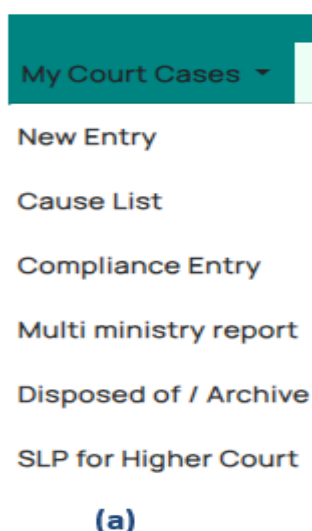 My Court Cases
New Entry
Cause List
Compliance Entry
Multi ministry report
Disposed of / Archive
SLP for Higher Court
(a)